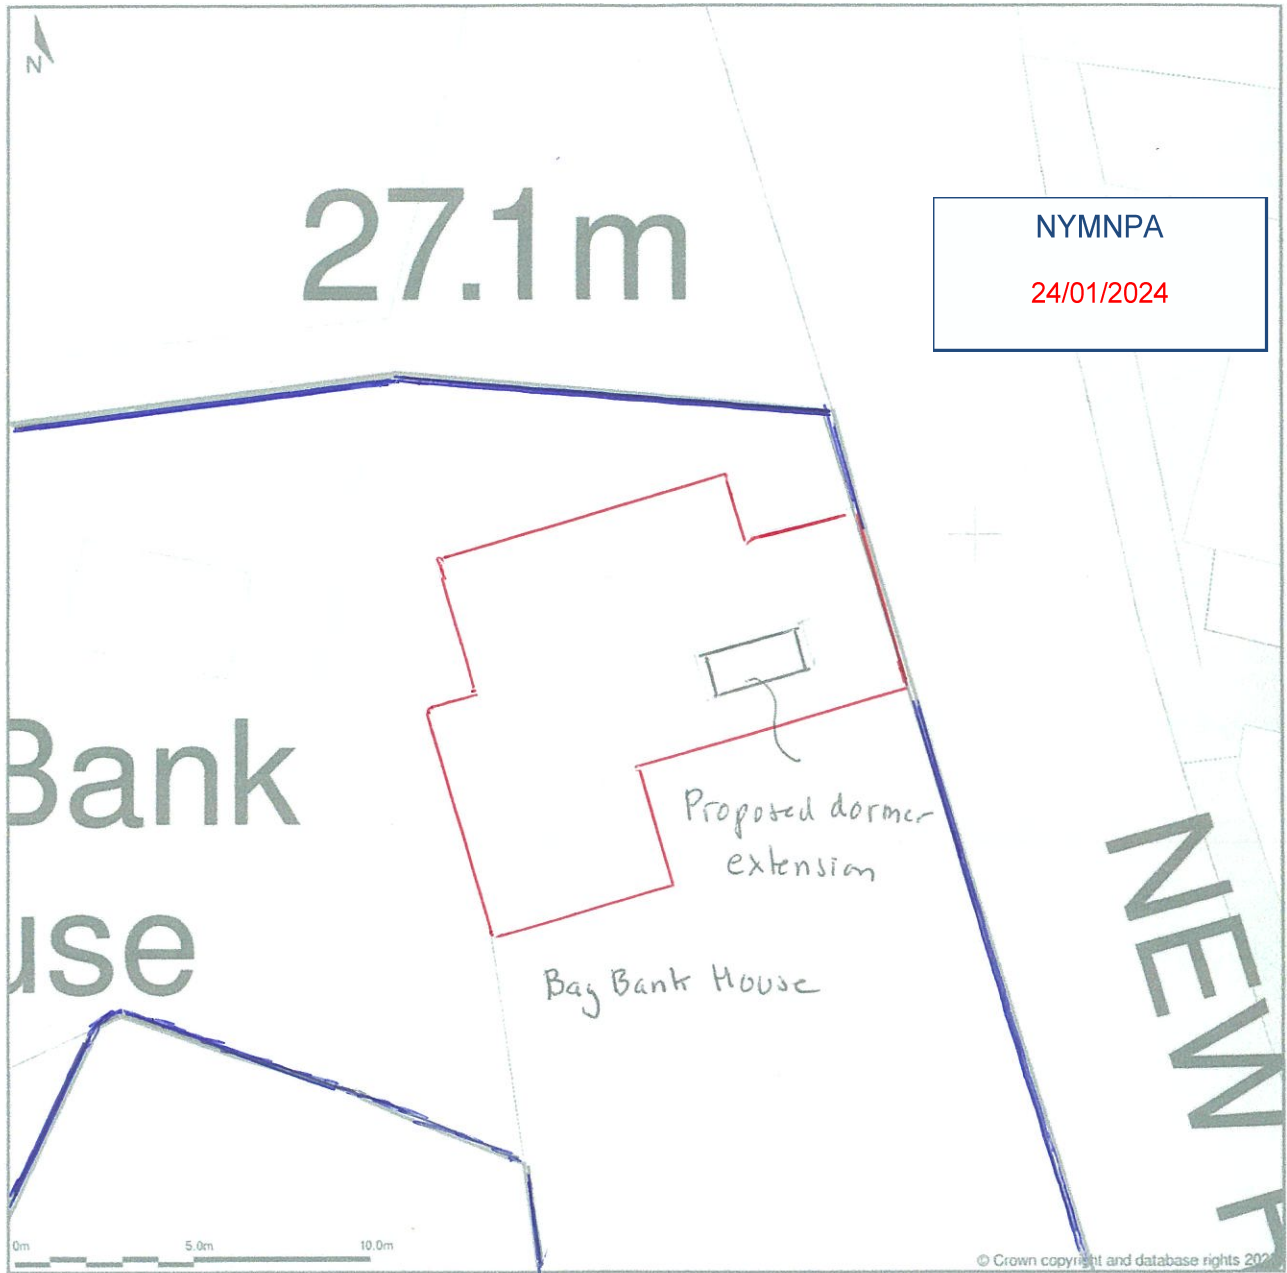 N
27.1m
NYMNPA
24/01/2024
Bank
use
Proposed dormer
extension
Bay Bank House
NEW
0m
5.0m
10.0m
© Crown copyright and database rights